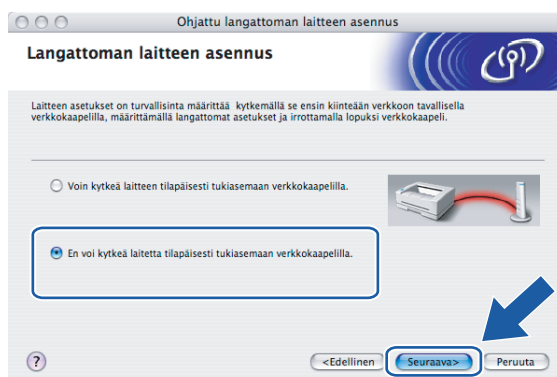 Ohjattu langattoman laitteen asennus
Langattoman laitteen asennus
Laitteen asetukset on turvallisinta määrittää kytkemällä se ensin kiinteään verkkoon tavallisella
verkkokaapelilla, määrittämällä langattomat asetukset ja irrottamalla lopuksi verkkokaapeli.
Voin kytkeä laitteen tilapäisesti tukiasemaan verkkokaapelilla.
En voi kytkeä laitetta tilapäisesti tukiasemaan verkkokaapelilla.
?
<Edellinen
Seuraava>
Peruuta